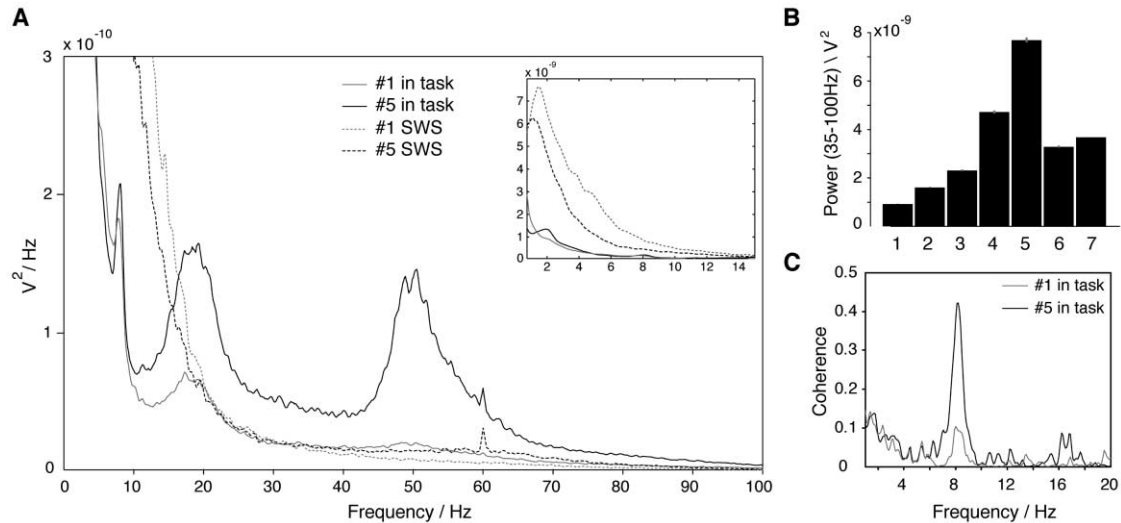 A
x 10⁻¹⁰
3
2
1
0
V² / Hz
0 10 20 30 40 50 60 70 80 90 100
Frequency / Hz
#1 in task
#5 in task
#1 SWS
#5 SWS
x 10⁻⁹
7
6
5
4
3
2
1
0
2 4 6 8 10 12 14
B
x10⁻⁹
8
6
4
2
0
Power (35-100Hz) \ V²
1 2 3 4 5 6 7
C
0.5
0.4
0.3
0.2
0.1
0
Coherence
#1 in task
#5 in task
4 8 12 16 20
Frequency / Hz